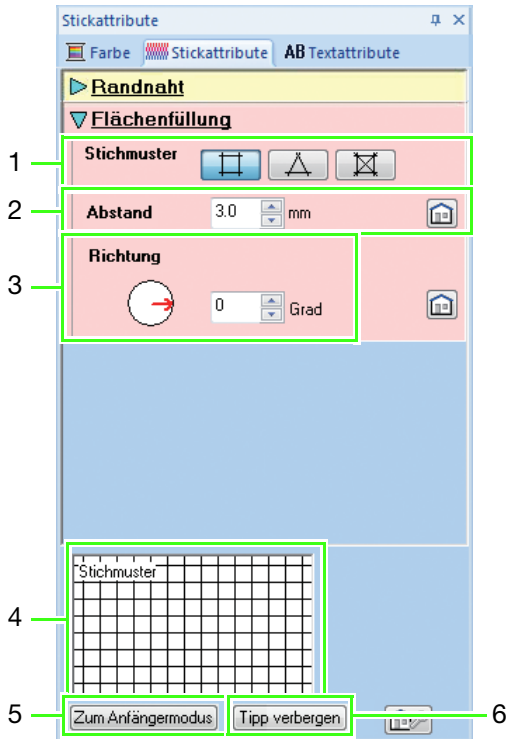 Stickattribute
Farbe Stickattribute AB Textattribute
Randnaht
Flächenfüllung
1 Stichmuster
2 Abstand 3.0 mm
Richtung
3 0 Grad
Stichmuster
4
5 Zum Anfängermodus Tipp verbergen 6